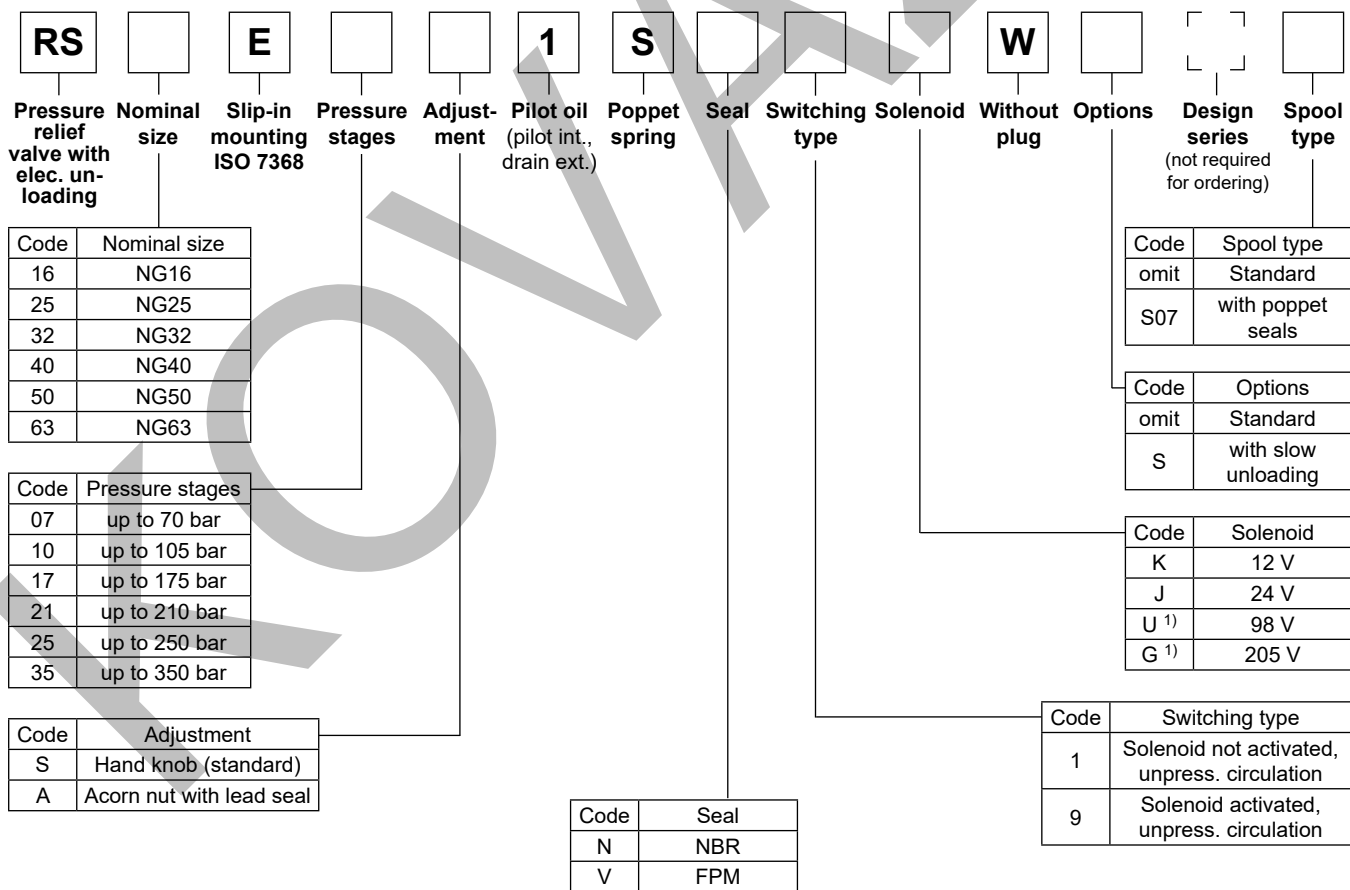 RS E 1 S W
Pressure relief valve with elec. un-loading
Nominal size
Slip-in mounting ISO 7368
Pressure stages
Adjust-ment
Pilot oil (pilot int., drain ext.)
Poppet spring
Seal
Switching type
Solenoid
Without plug
Options
Design series (not required for ordering)
Spool type
Code Nominal size
16 NG16
25 NG25
32 NG32
40 NG40
50 NG50
63 NG63
Code Pressure stages
07 up to 70 bar
10 up to 105 bar
17 up to 175 bar
21 up to 210 bar
25 up to 250 bar
35 up to 350 bar
Code Adjustment
S Hand knob (standard)
A Acorn nut with lead seal
Code Seal
N NBR
V FPM
Code Spool type
omit Standard
S07 with poppet seals
Code Options
omit Standard
S with slow unloading
Code Solenoid
K 12 V
J 24 V
U 1) 98 V
G 1) 205 V
Code Switching type
1 Solenoid not activated, unpress. circulation
9 Solenoid activated, unpress. circulation